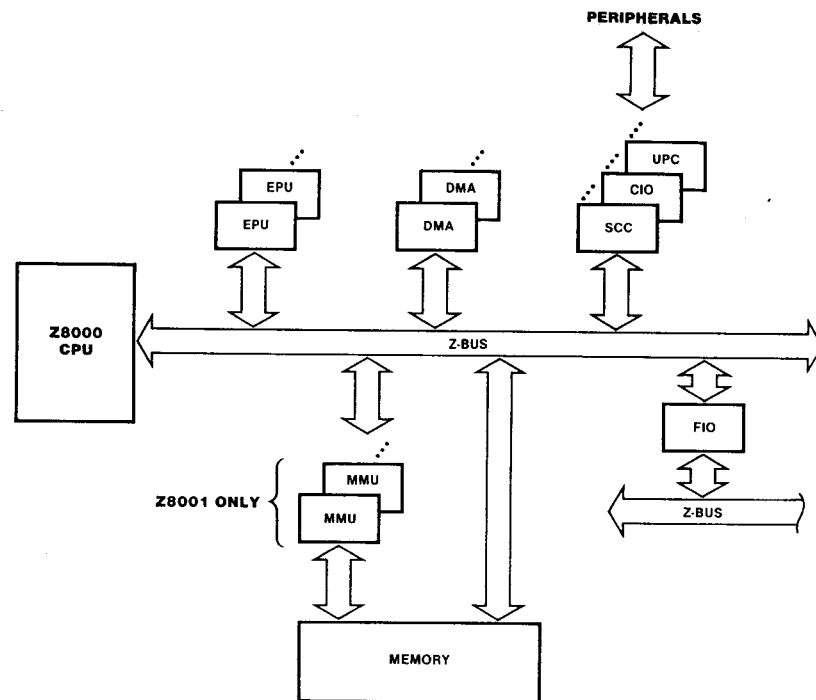 PERIPHERALS
UPC
EPU
DMA
CIO
EPU
DMA
SCC
Z8000
CPU
Z-BUS
FIO
MMU
Z8001 ONLY
MMU
Z-BUS
MEMORY